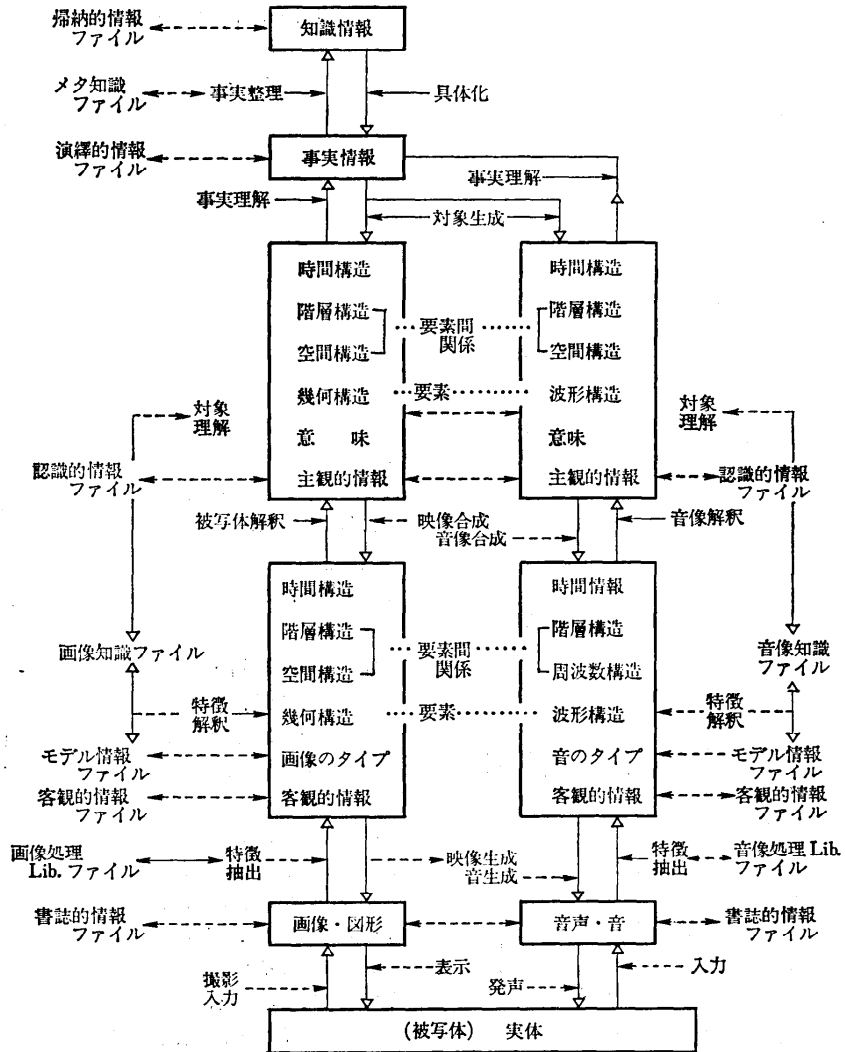 帰納的情報
ファイル
知識情報
メタ知識
ファイル
事実整理
具体化
演繹的情報
ファイル
事実情報
事実理解
事実理解
対象生成
時間構造
時間構造
階層構造
要素間
関係
階層構造
空間構造
空間構造
幾何構造
要素
波形構造
対象
理解
対象
理解
意味
意味
認識的情報
ファイル
主観的情報
主観的情報
認識的情報
ファイル
被写体解釈
映像合成
音像合成
音像解釈
時間構造
時間情報
階層構造
要素間
関係
階層構造
画像知識ファイル
空間構造
周波数構造
音像知識
ファイル
特徴
解釈
幾何構造
要素
波形構造
特徴
解釈
モデル情報
ファイル
画像のタイプ
音のタイプ
モデル情報
ファイル
客観的情報
ファイル
客観的情報
客観的情報
客観的情報
ファイル
画像処理
Lib. ファイル
特徴
抽出
映像生成
音生成
特徴
抽出
音像処理 Lib.
ファイル
書誌的情報
ファイル
画像・図形
音声・音
書誌的情報
ファイル
撮影
入力
表示
発声
入力
(被写体) 実体